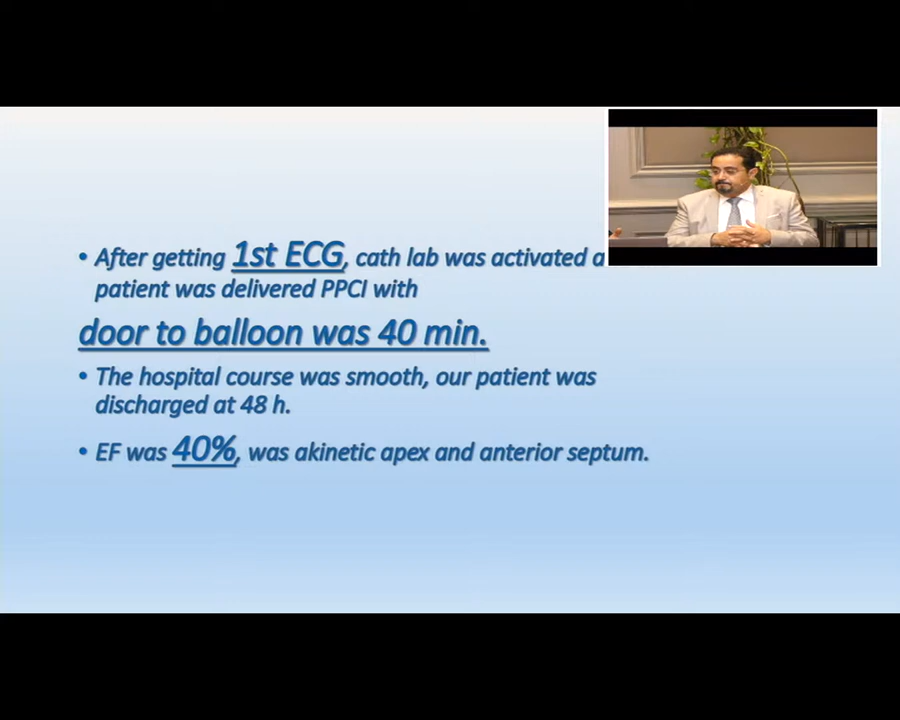 • After getting 1st ECG, cath lab was activated a
patient was delivered PPCI with
door to balloon was 40 min.
• The hospital course was smooth, our patient was
discharged at 48 h.
• EF was 40%, was akinetic apex and anterior septum.